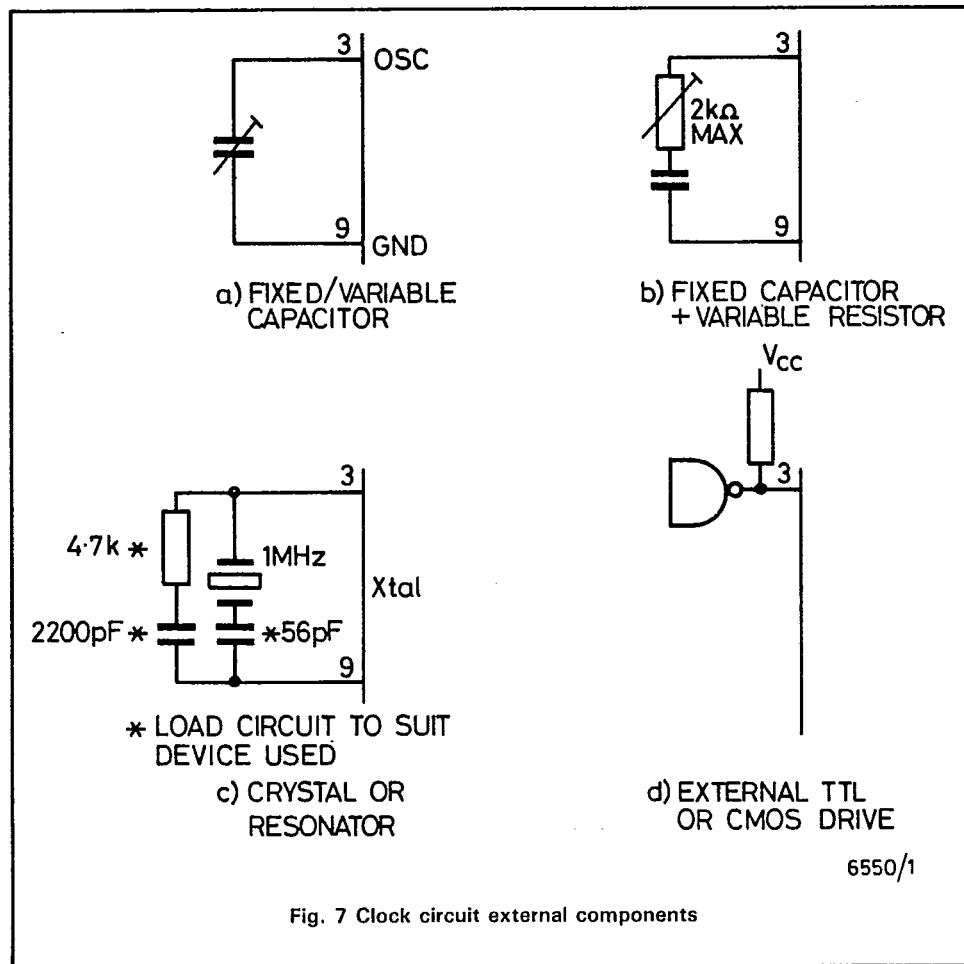 3
OSC
9
GND
a) FIXED/VARIABLE
CAPACITOR
3
2kΩ
MAX
9
b) FIXED CAPACITOR
+ VARIABLE RESISTOR
3
4·7k *
1MHz
Xtal
2200pF *
*56pF
9
* LOAD CIRCUIT TO SUIT
DEVICE USED
c) CRYSTAL OR
RESONATOR
VCC
3
d) EXTERNAL TTL
OR CMOS DRIVE
6550/1
Fig. 7 Clock circuit external components